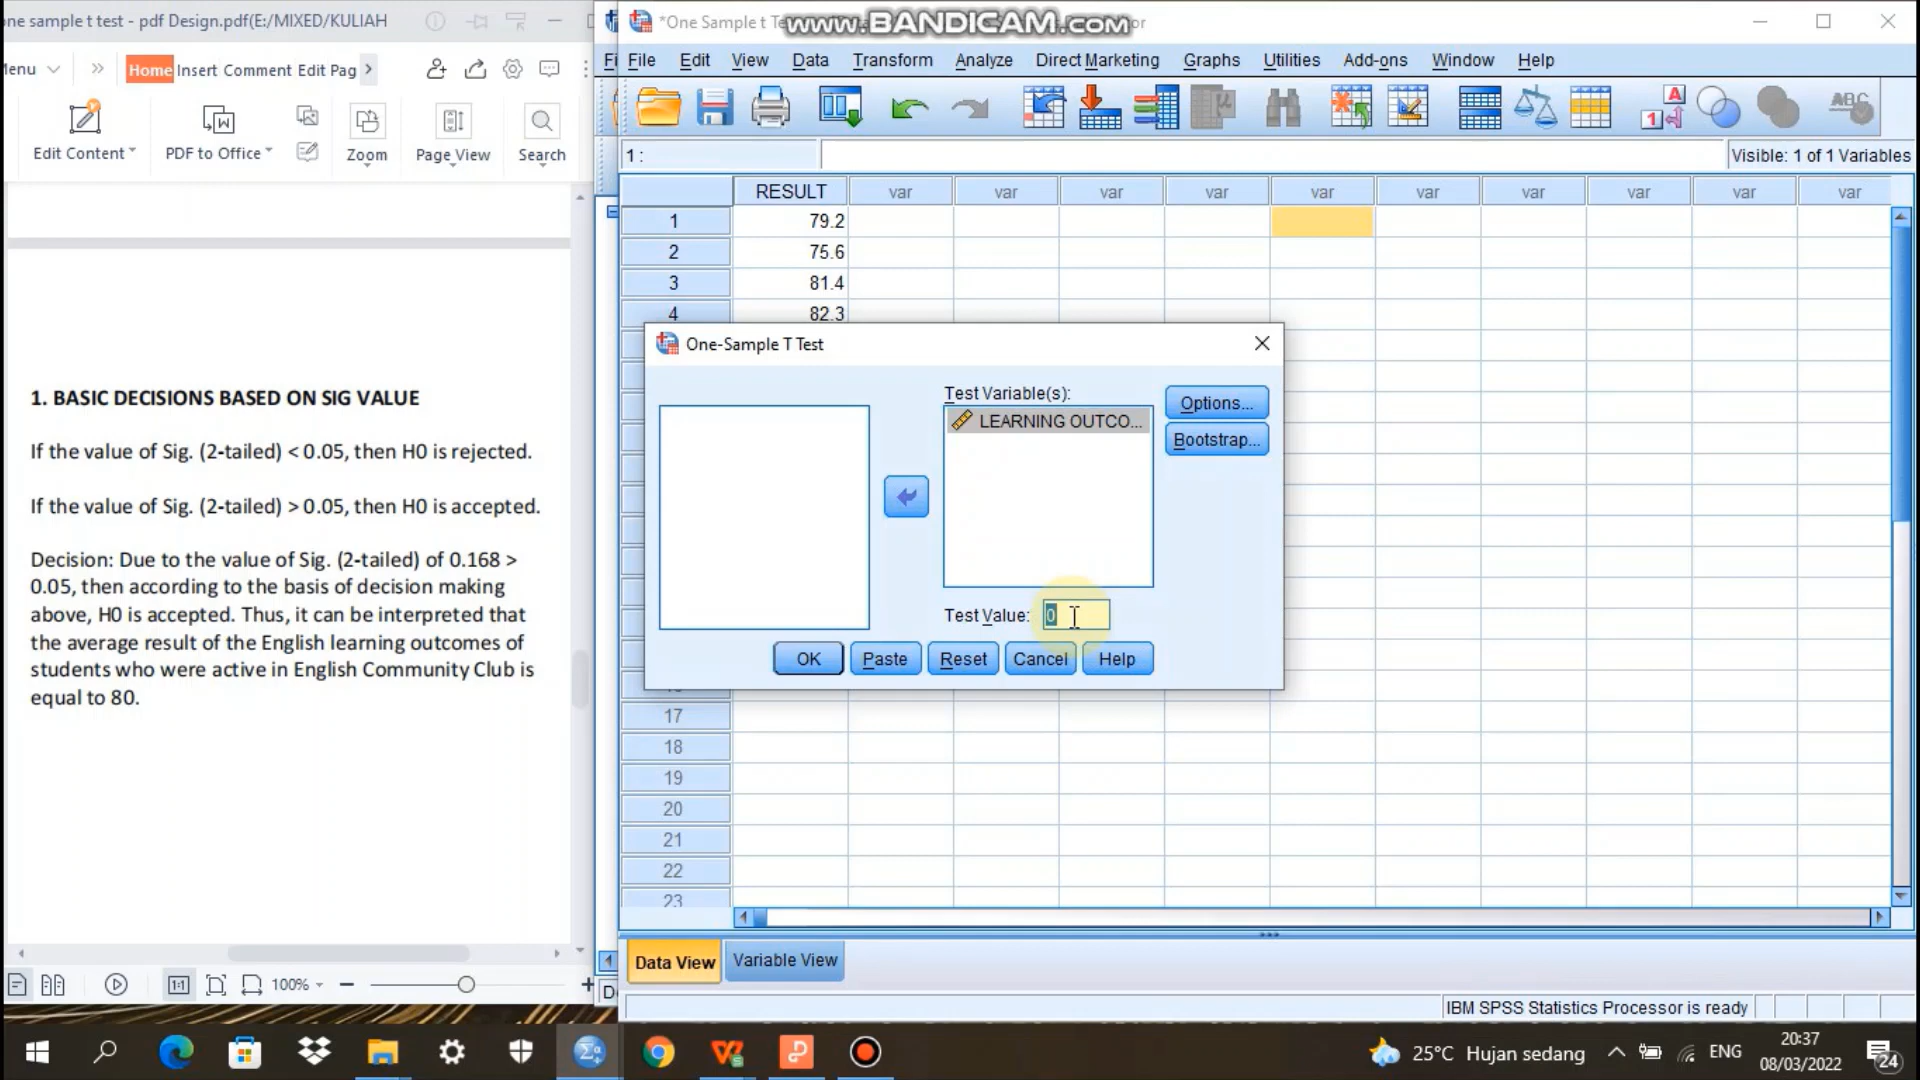 one sample t test - pdf Design.pdf(E:/MIXED/KULIAH
Menu
Home Insert Comment Edit Pag
Edit Content
PDF to Office
Zoom
Page View
Search
1. BASIC DECISIONS BASED ON SIG VALUE
If the value of Sig. (2-tailed) < 0.05, then H0 is rejected.
If the value of Sig. (2-tailed) > 0.05, then H0 is accepted.
Decision: Due to the value of Sig. (2-tailed) of 0.168 >
0.05, then according to the basis of decision making
above, H0 is accepted. Thus, it can be interpreted that
the average result of the English learning outcomes of
students who were active in English Community Club is
equal to 80.
100%
*One Sample t Te
www.BANDICAM.com
File Edit View Data Transform Analyze Direct Marketing Graphs Utilities Add-ons Window Help
1 :
Visible: 1 of 1 Variables
RESULT var var var var var var var var var var
1 79.2
2 75.6
3 81.4
4 82.3
One-Sample T Test
Test Variable(s):
LEARNING OUTCO...
Options...
Bootstrap...
Test Value: 0
OK Paste Reset Cancel Help
17
18
19
20
21
22
23
Data View Variable View
IBM SPSS Statistics Processor is ready
25°C Hujan sedang
ENG
20:37
08/03/2022
24